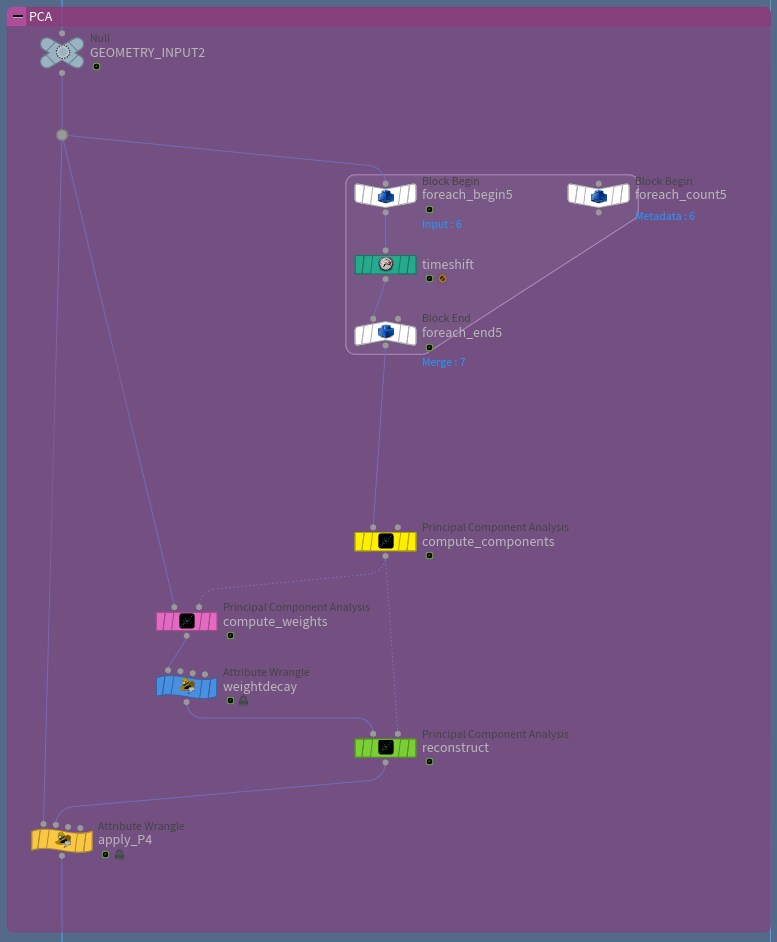 PCA
Null
GEOMETRY_INPUT2
Block Begin
foreach_begin5
Input : 6
Block Begin
foreach_count5
Metadata : 6
timeshift
Block End
foreach_end5
Merge : 7
Principal Component Analysis
compute_components
Principal Component Analysis
compute_weights
Attribute Wrangle
weightdecay
Principal Component Analysis
reconstruct
Attribute Wrangle
apply_P4